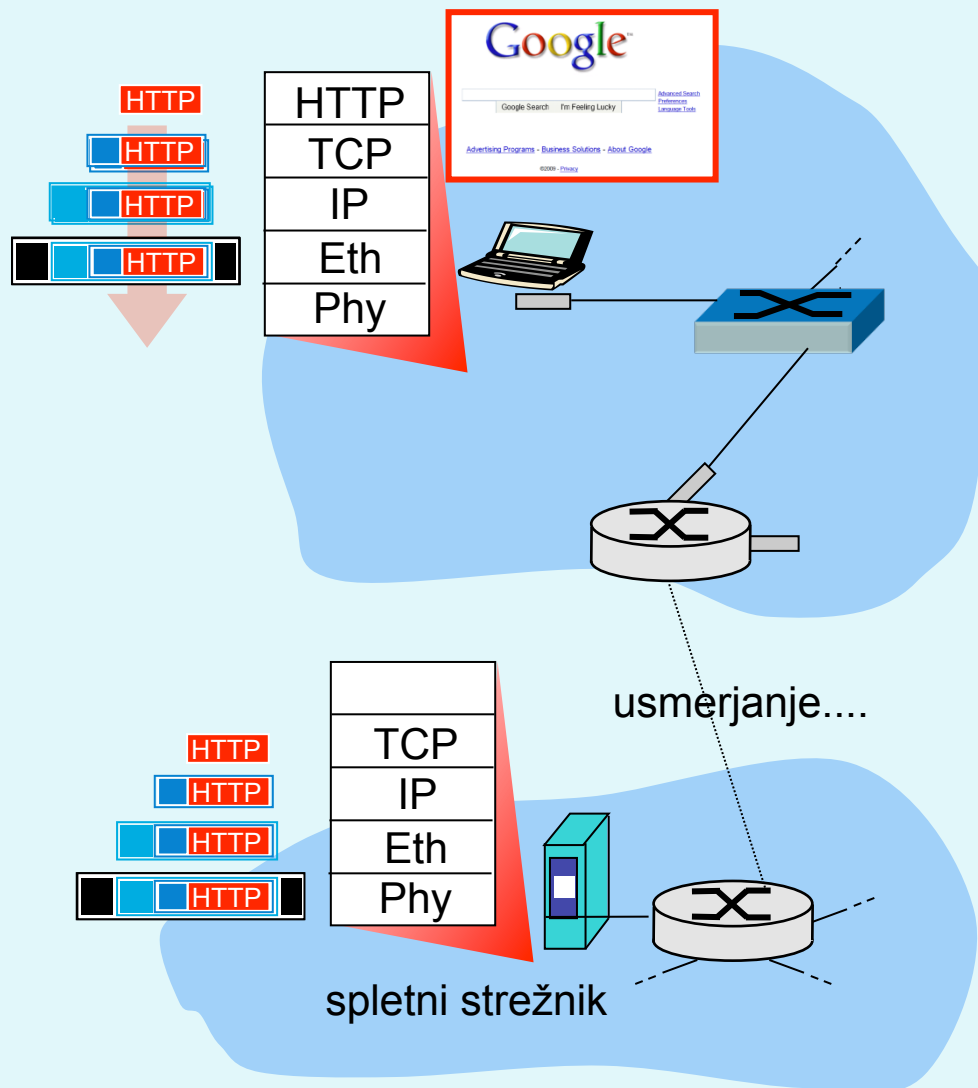 Google™
Advanced Search
Preferences
Language Tools
Google Search I'm Feeling Lucky
Advertising Programs - Business Solutions - About Google
©2009 - Privacy
HTTP
HTTP
HTTP
HTTP
HTTP
TCP
IP
Eth
Phy
usmerjanje....
HTTP
HTTP
HTTP
HTTP
TCP
IP
Eth
Phy
spletni strežnik